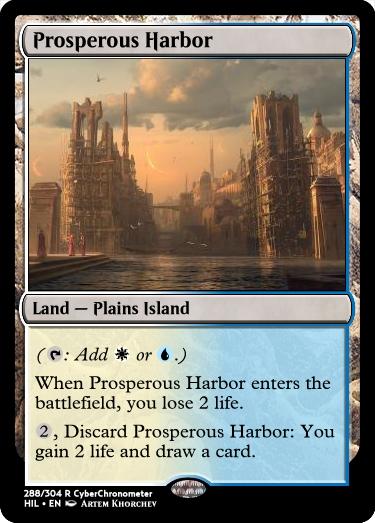 Prosperous Harbor
Land — Plains Island
( : Add or .)
When Prosperous Harbor enters the
battlefield, you lose 2 life.
2, Discard Prosperous Harbor: You
gain 2 life and draw a card.
288/304 R CyberChronometer
HIL • EN Artem Khorchev